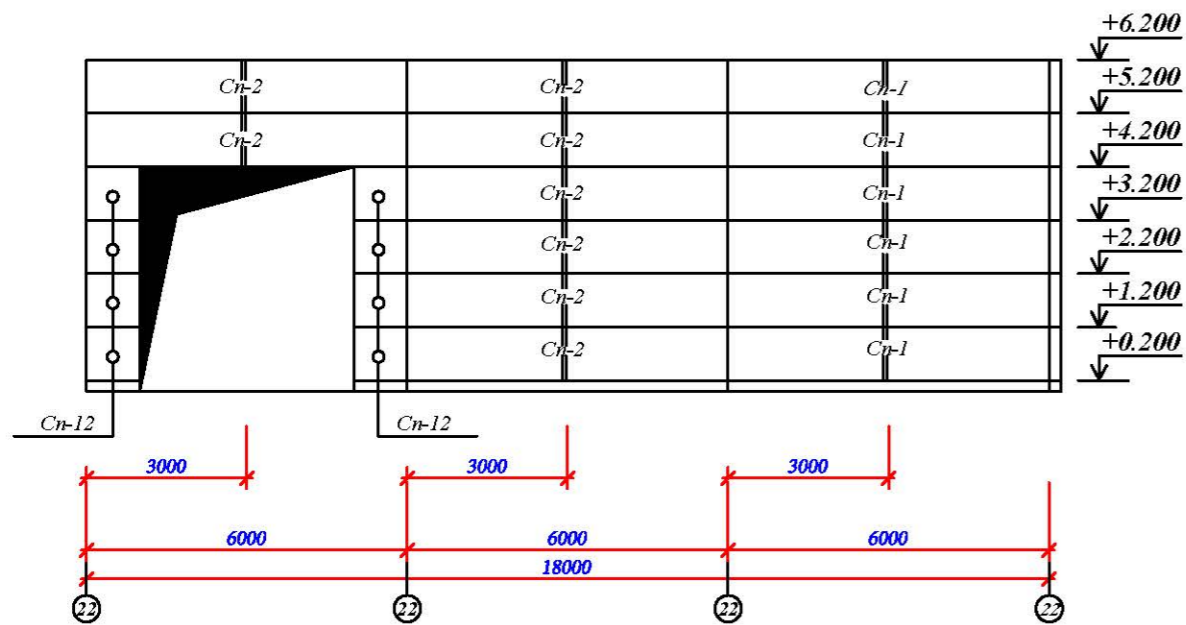 +6.200
Сп-2 Сп-2 Сп-1 +5.200
Сп-2 Сп-2 Сп-1 +4.200
Сп-2 Сп-1 +3.200
Сп-2 Сп-1 +2.200
Сп-2 Сп-1 +1.200
Сп-2 Сп-1 +0.200
Сп-12 Сп-12
3000 3000 3000
6000 6000 6000
18000
22 22 22 22